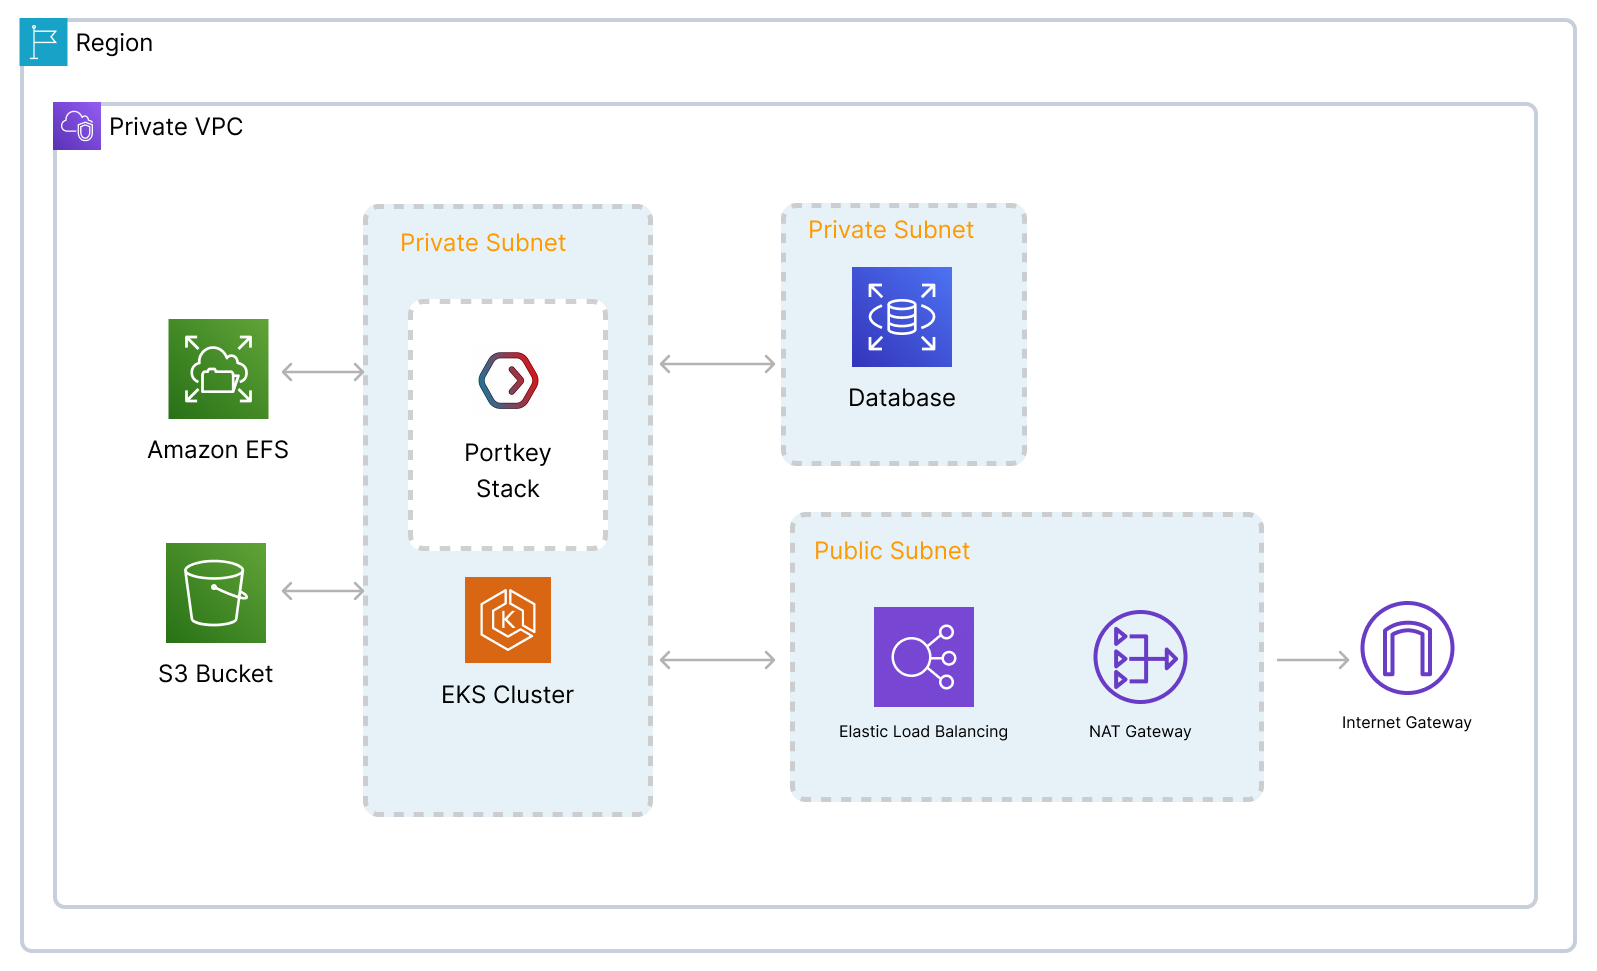 Region
Private VPC
Private Subnet
Private Subnet
Database
Amazon EFS
Portkey
Stack
Public Subnet
S3 Bucket
K
EKS Cluster
Elastic Load Balancing
NAT Gateway
Internet Gateway